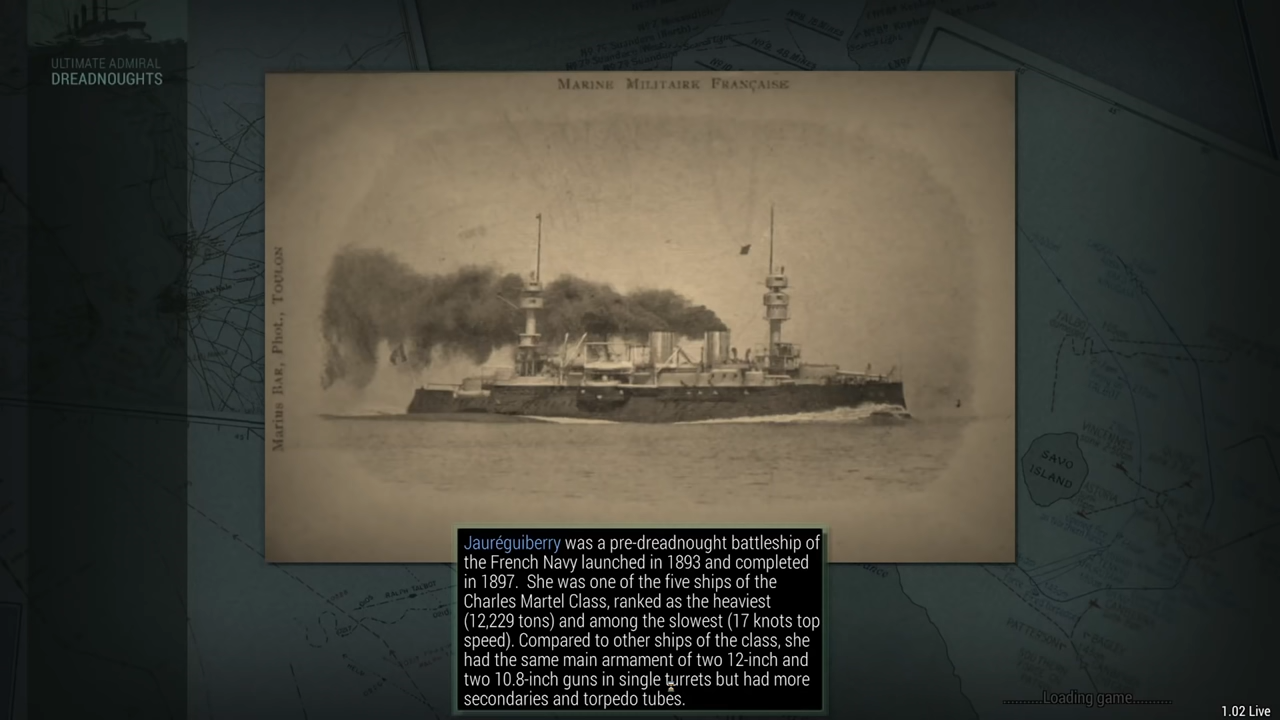 ULTIMATE ADMIRAL
DREADNOUGHTS
MARINE MILITAIRE FRANÇAISE
Marius Bar, Phot., Toulon
SAVO
ISLAND
Jauréguiberry was a pre-dreadnought battleship of
the French Navy launched in 1893 and completed
in 1897. She was one of the five ships of the
Charles Martel Class, ranked as the heaviest
(12,229 tons) and among the slowest (17 knots top
speed). Compared to other ships of the class, she
had the same main armament of two 12-inch and
two 10.8-inch guns in single turrets but had more
secondaries and torpedo tubes.
..........Loading game..........
1.02 Live